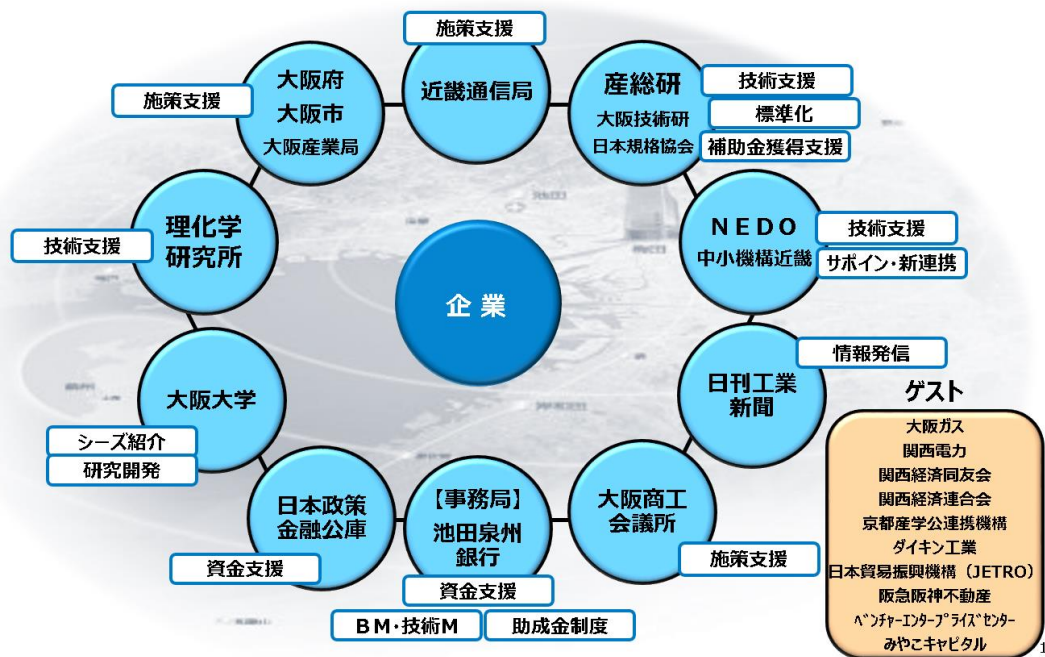 施策支援
近畿通信局
施策支援
大阪府
大阪市
大阪産業局
産総研
大阪技術研
日本規格協会
技術支援
標準化
補助金獲得支援
技術支援
理化学
研究所
NEDO
中小機構近畿
技術支援
サポイン・新連携
企業
情報発信
日刊工業
新聞
大阪大学
シーズ紹介
研究開発
日本政策
金融公庫
資金支援
【事務局】
池田泉州
銀行
資金支援
BM・技術M
助成金制度
大阪商工
会議所
施策支援
ゲスト
大阪ガス
関西電力
関西経済同友会
関西経済連合会
京都産学公連携機構
ダイキン工業
日本貿易振興機構（JETRO）
阪急阪神不動産
ベンチャーエンタープライズセンター
みやこキャピタル
1